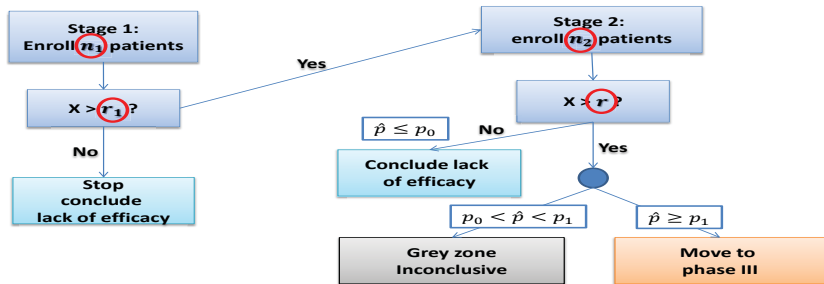 Stage 1:
Enroll n₁ patients
X > r₁ ?
Yes
No
Stop
conclude
lack of efficacy
Stage 2:
enroll n₂ patients
X > r ?
p̂ ≤ p₀
No
Yes
Conclude lack
of efficacy
p₀ < p̂ < p₁
p̂ ≥ p₁
Grey zone
Inconclusive
Move to
phase III